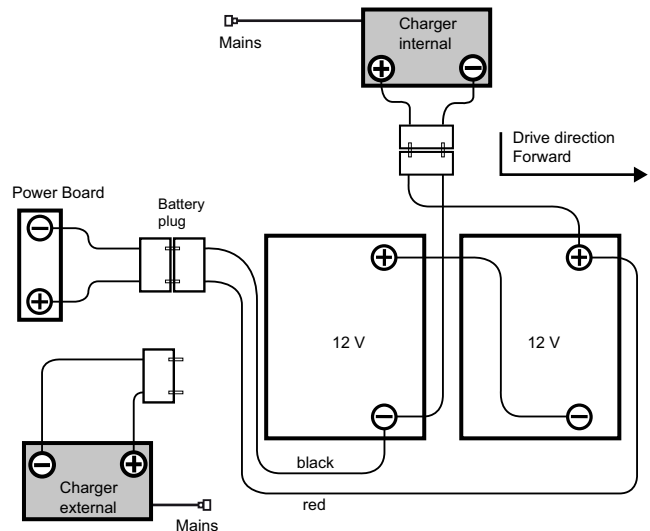 Charger
internal
Mains
Drive direction
Forward
Power Board
Battery
plug
12 V
12 V
black
red
Charger
external
Mains